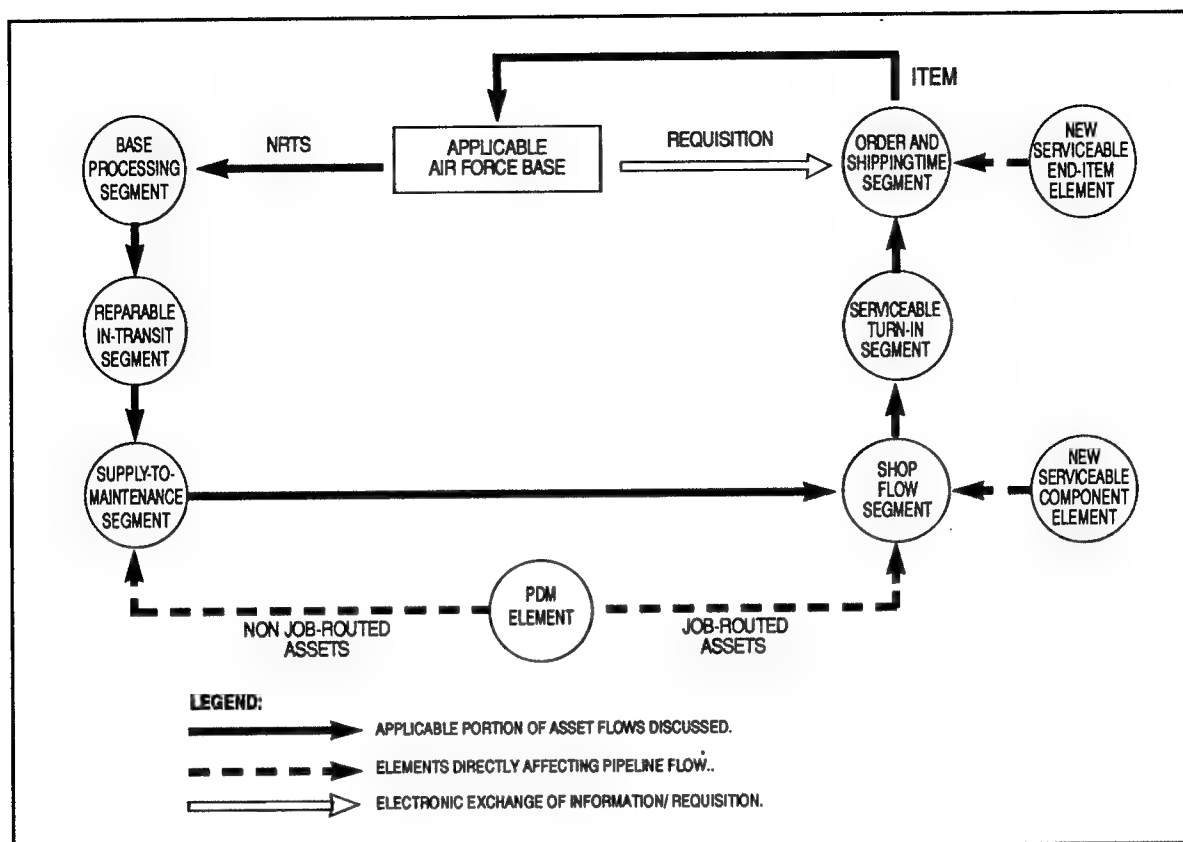 ITEM
NRTS
REQUISITION
BASE
PROCESSING
SEGMENT
APPLICABLE
AIR FORCE BASE
ORDER AND
SHIPPINGTIME
SEGMENT
NEW
SERVICEABLE
END-ITEM
ELEMENT
REPARABLE
IN-TRANSIT
SEGMENT
SERVICEABLE
TURN-IN
SEGMENT
SUPPLY-TO-
MAINTENANCE
SEGMENT
SHOP
FLOW
SEGMENT
NEW
SERVICEABLE
COMPONENT
ELEMENT
PDM
ELEMENT
NON JOB-ROUTED
ASSETS
JOB-ROUTED
ASSETS
LEGEND:
APPLICABLE PORTION OF ASSET FLOWS DISCUSSED.
ELEMENTS DIRECTLY AFFECTING PIPELINE FLOW..
ELECTRONIC EXCHANGE OF INFORMATION/ REQUISITION.